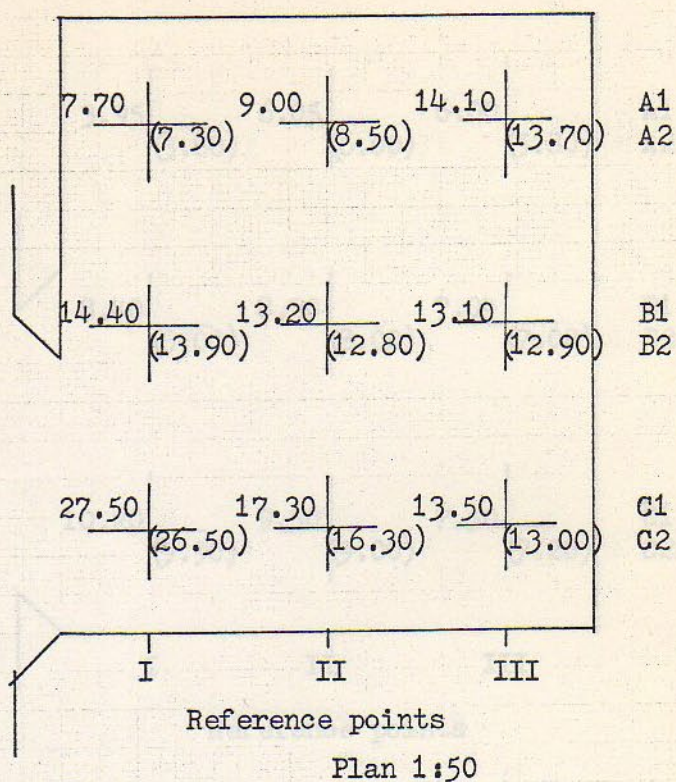 7.70 9.00 14.10 A1
(7.30) (8.50) (13.70) A2
14.40 13.20 13.10 B1
(13.90) (12.80) (12.90) B2
27.50 17.30 13.50 C1
(26.50) (16.30) (13.00) C2
I II III
Reference points
Plan 1:50